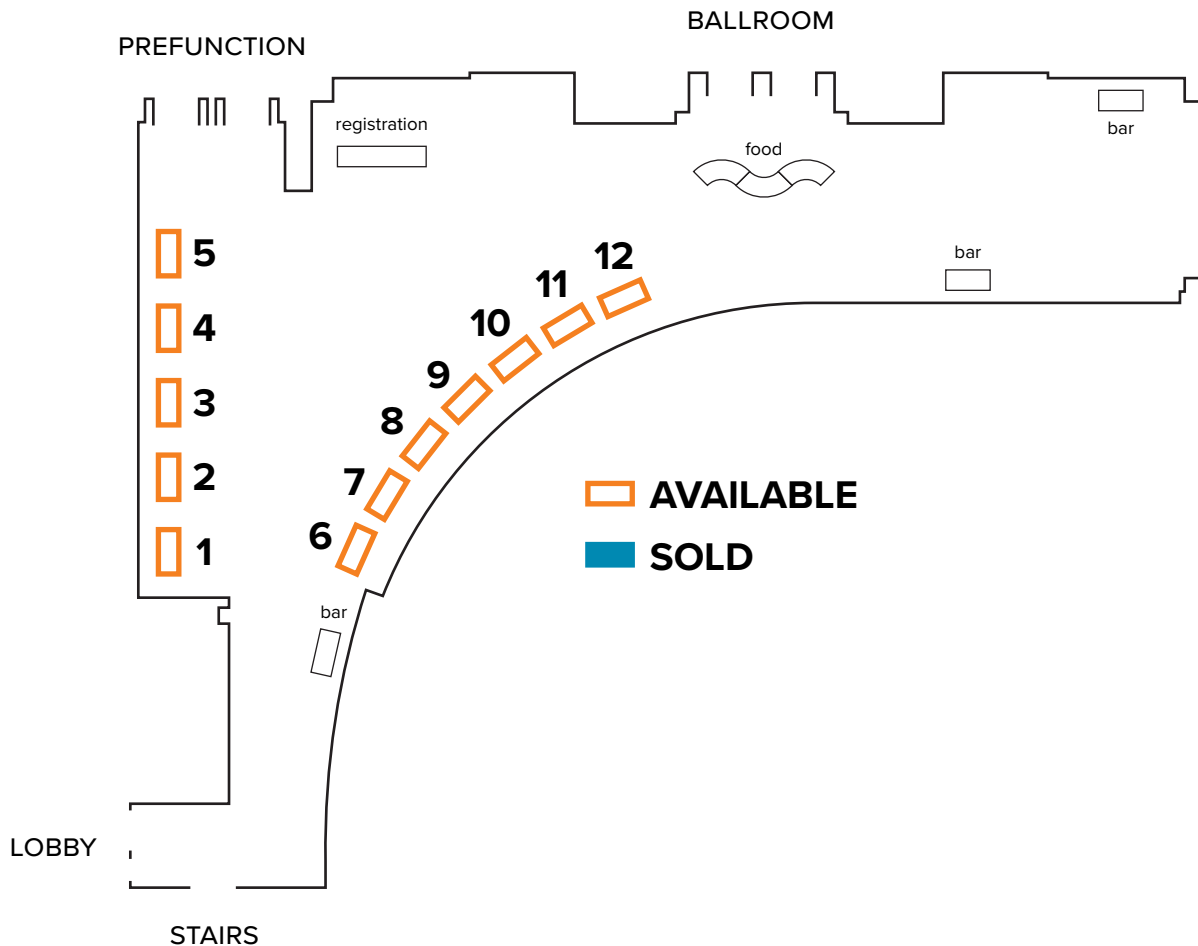 BALLROOM
PREFUNCTION
registration
bar
food
5
12
bar
11
4
10
9
3
8
2
7
AVAILABLE
6
1
SOLD
bar
LOBBY
STAIRS